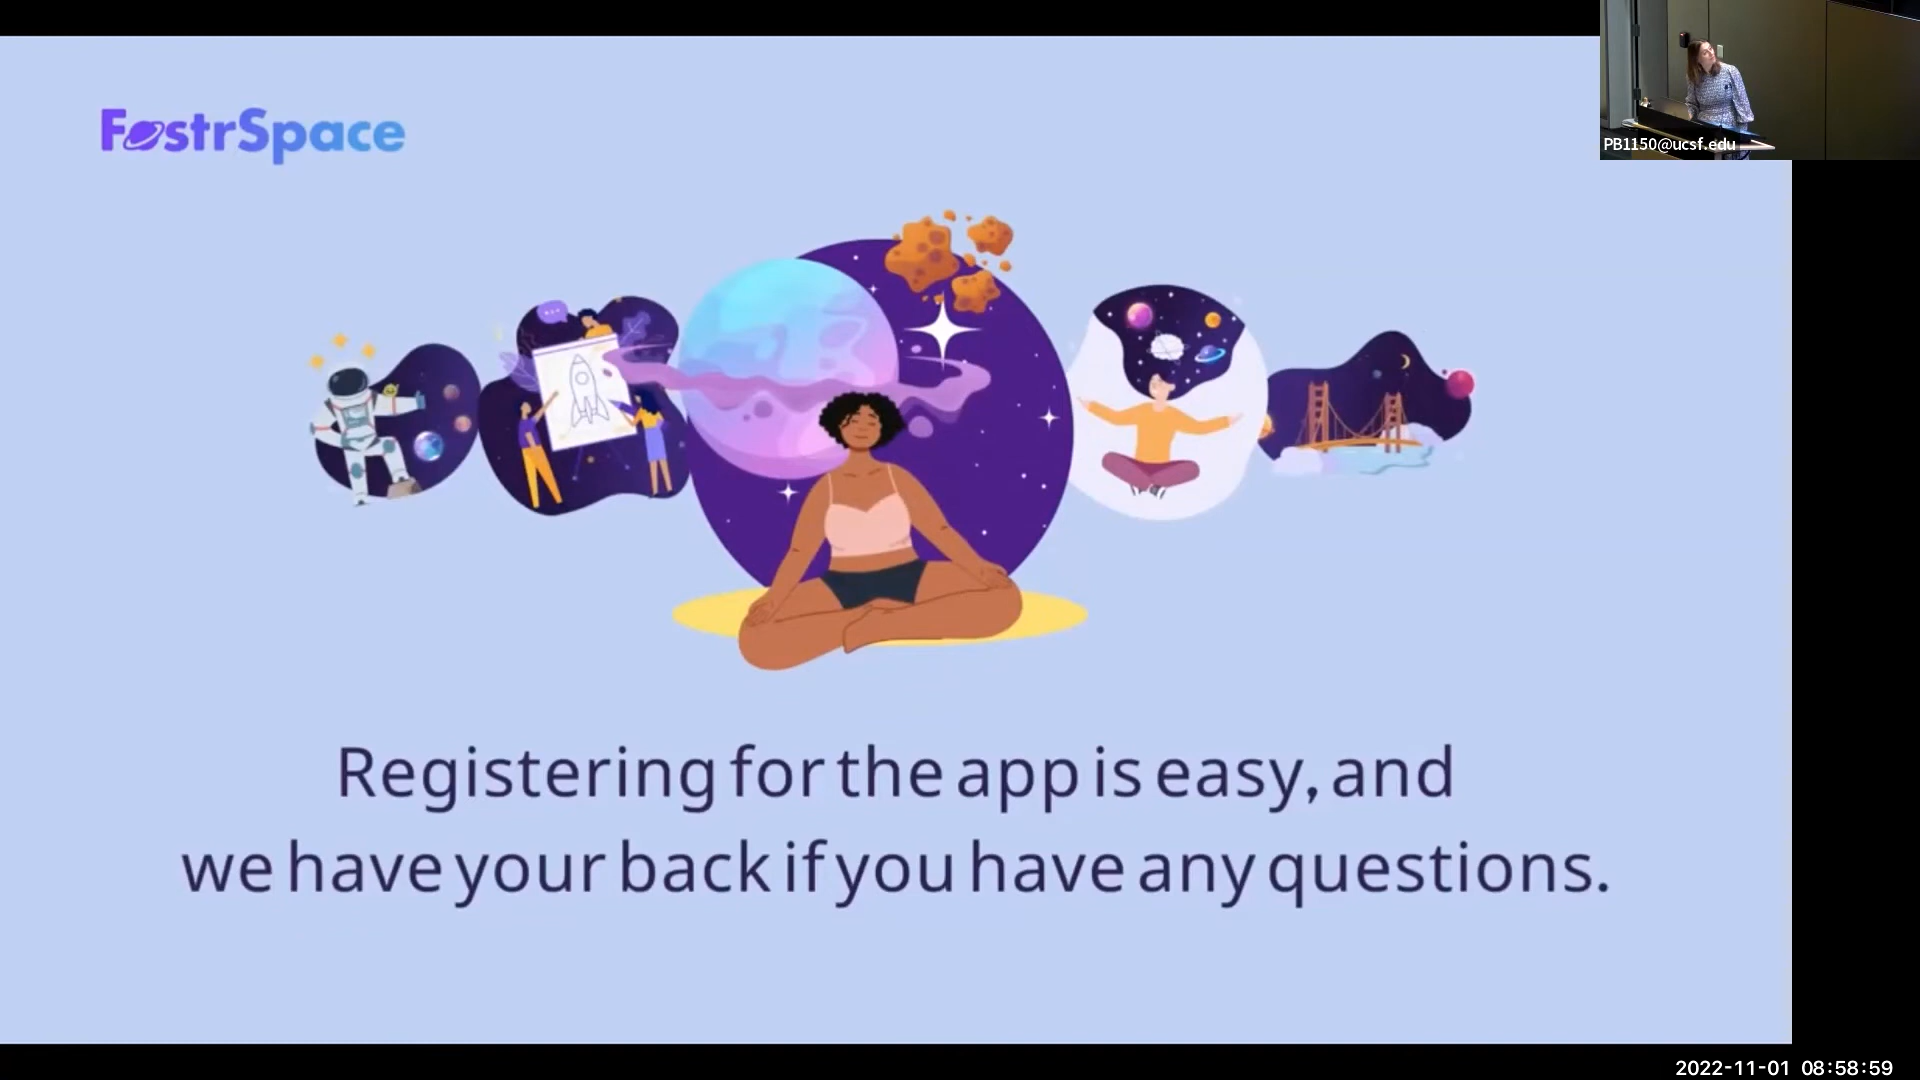 FostrSpace
PB1150@ucsf.edu
Registering for the app is easy, and
we have your back if you have any questions.
2022-11-01 08:58:59